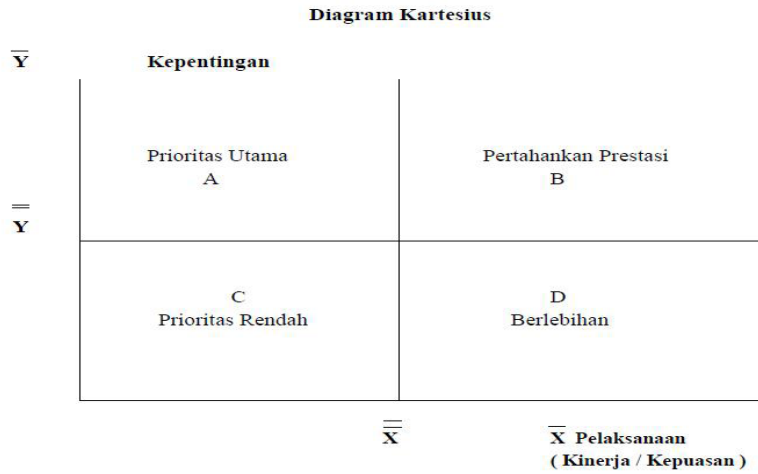 Diagram Kartesius
Y̅ Kepentingan
Prioritas Utama
A
Pertahankan Prestasi
B
Y̿
C
Prioritas Rendah
D
Berlebihan
X̿
X̅ Pelaksanaan
( Kinerja / Kepuasan )